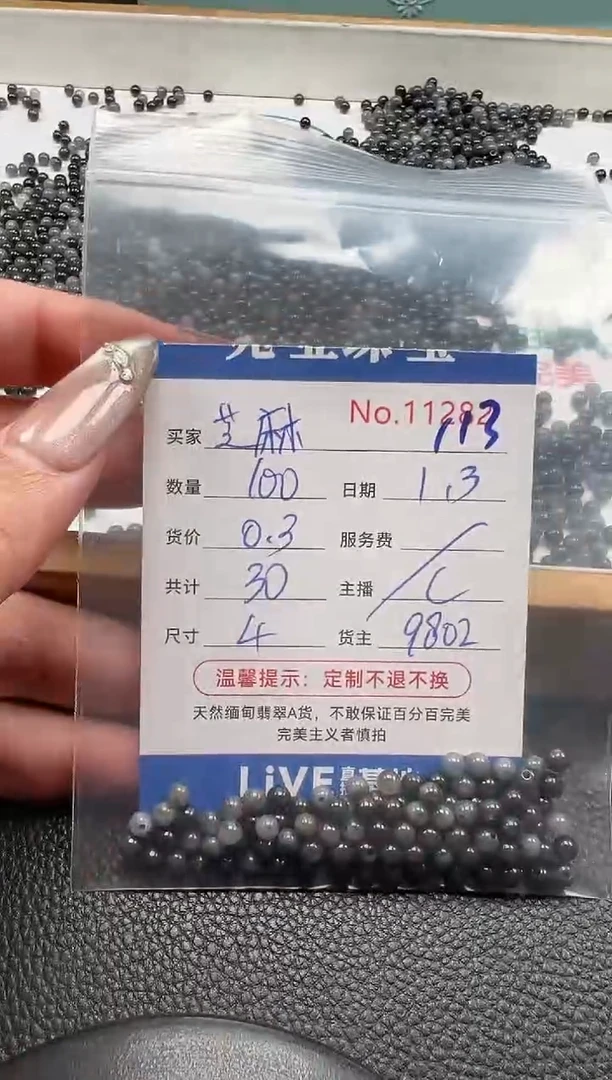 No.11282
113
买家 芝麻
数量 100 日期 1.3
货价 0.3 服务费 /
共计 30 主播 C
尺寸 4 货主 9802
温馨提示：定制不退不换
天然缅甸翡翠A货，不敢保证百分百完美
完美主义者慎拍
LiVE